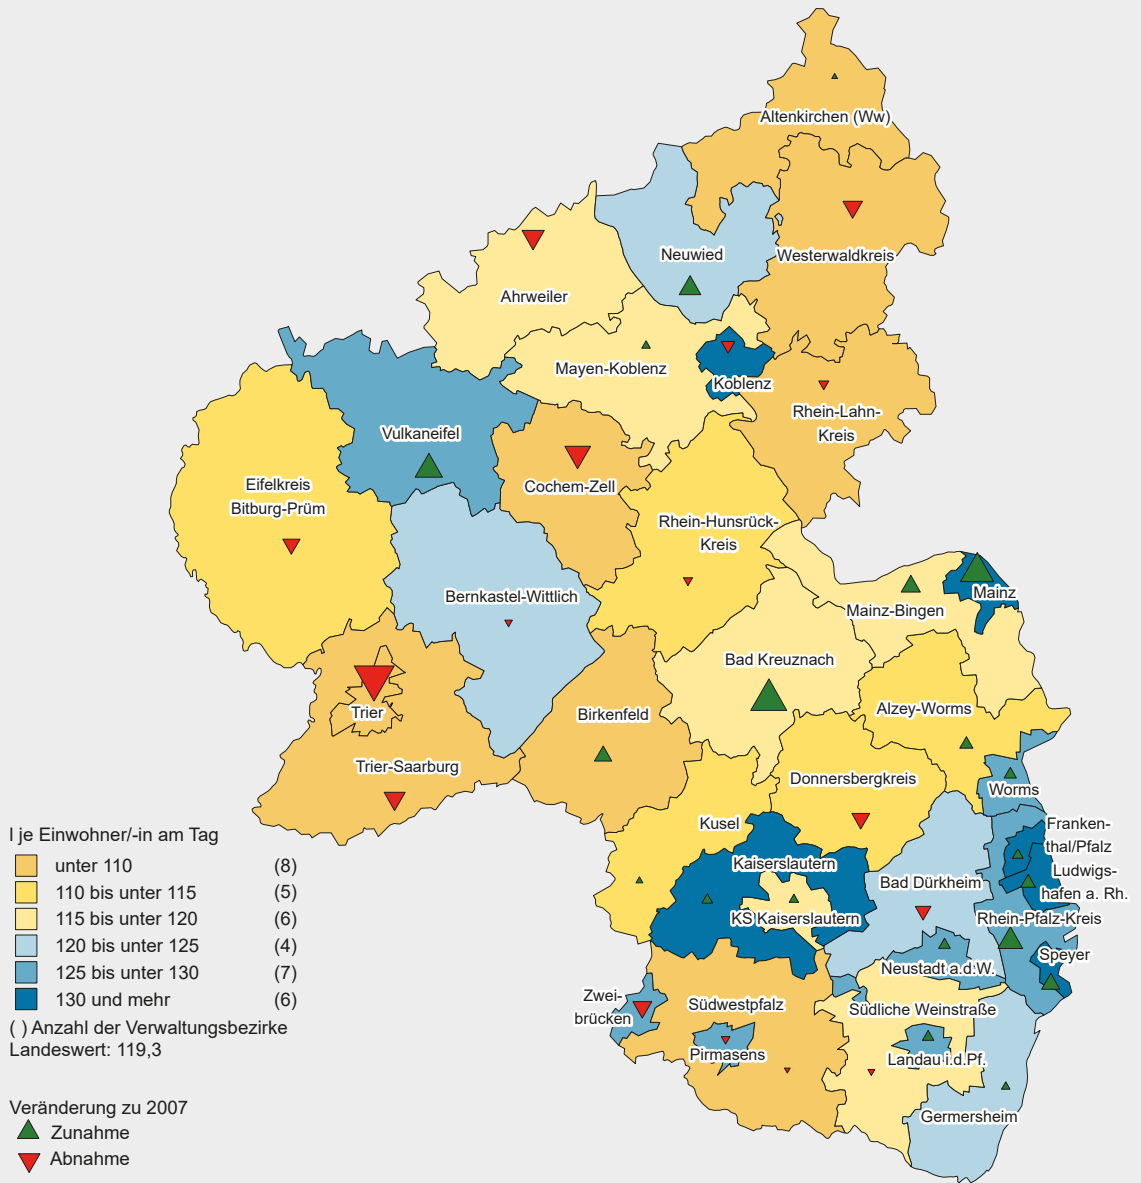 Altenkirchen (Ww)
Neuwied
Westerwaldkreis
Ahrweiler
Mayen-Koblenz
Koblenz
Rhein-Lahn-
Kreis
Vulkaneifel
Cochem-Zell
Eifelkreis
Bitburg-Prüm
Rhein-Hunsrück-
Kreis
Bernkastel-Wittlich
Mainz
Mainz-Bingen
Bad Kreuznach
Trier
Birkenfeld
Alzey-Worms
Trier-Saarburg
Donnersbergkreis
Worms
Kusel
Franken-
thal/Pfalz
Kaiserslautern
Ludwigs-
hafen a. Rh.
Bad Dürkheim
KS Kaiserslautern
Rhein-Pfalz-Kreis
Speyer
Neustadt a.d.W.
Zwei-
brücken
Südwestpfalz
Südliche Weinstraße
Pirmasens
Landau i.d.Pf.
Germersheim
l je Einwohner/-in am Tag
unter 110 (8)
110 bis unter 115 (5)
115 bis unter 120 (6)
120 bis unter 125 (4)
125 bis unter 130 (7)
130 und mehr (6)
( ) Anzahl der Verwaltungsbezirke
Landeswert: 119,3
Veränderung zu 2007
Zunahme
Abnahme